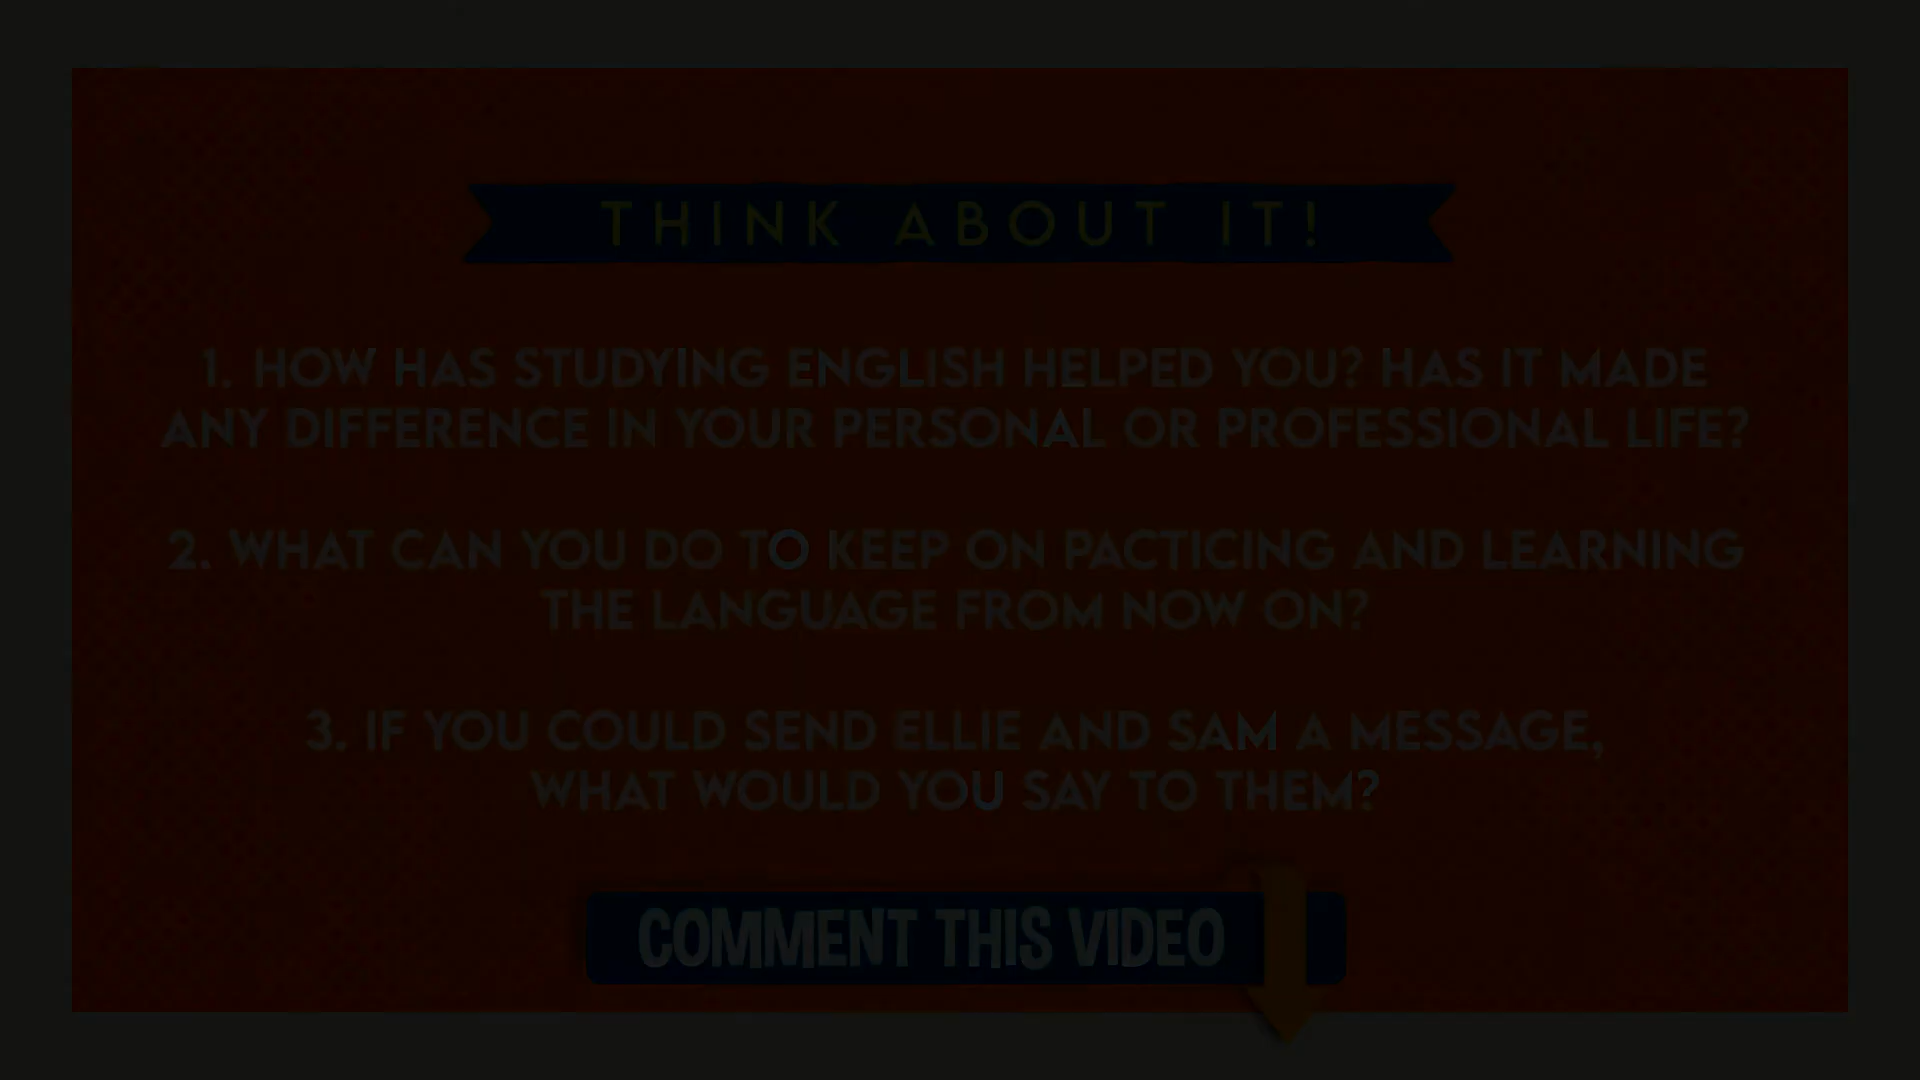 THINK ABOUT IT!
1. HOW HAS STUDYING ENGLISH HELPED YOU? HAS IT MADE
ANY DIFFERENCE IN YOUR PERSONAL OR PROFESSIONAL LIFE?
2. WHAT CAN YOU DO TO KEEP ON PACTICING AND LEARNING
THE LANGUAGE FROM NOW ON?
3. IF YOU COULD SEND ELLIE AND SAM A MESSAGE,
WHAT WOULD YOU SAY TO THEM?
COMMENT THIS VIDEO